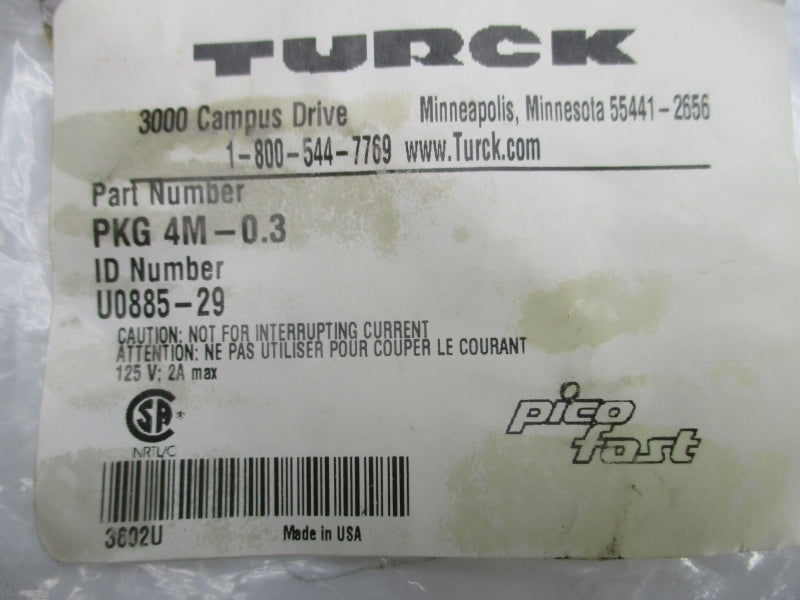 TURCK
3000 Campus Drive Minneapolis, Minnesota 55441-2656
1-800-544-7769 www.Turck.com
Part Number
PKG 4M-0.3
ID Number
U0885-29
CAUTION: NOT FOR INTERRUPTING CURRENT
ATTENTION: NE PAS UTILISER POUR COUPER LE COURANT
125 V; 2A max
SA ®
NRTL/C
pico
fast
3602U Made in USA